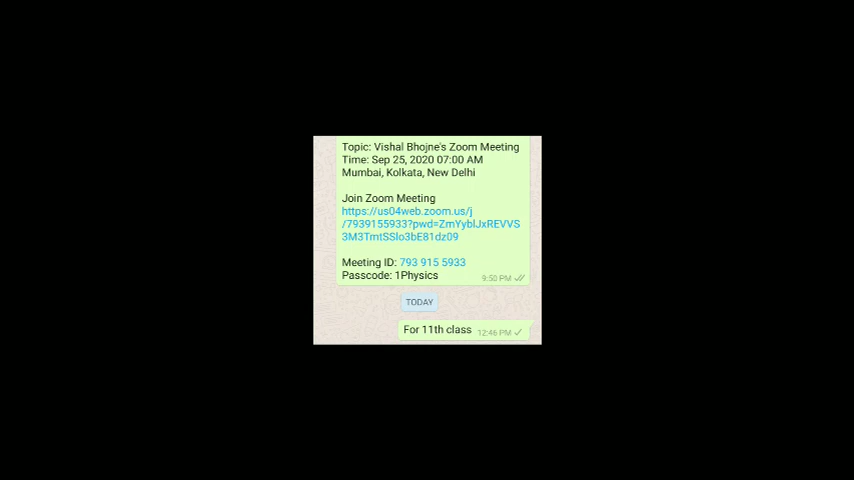 Topic: Vishal Bhojne's Zoom Meeting
Time: Sep 25, 2020 07:00 AM
Mumbai, Kolkata, New Delhi
Join Zoom Meeting
https://us04web.zoom.us/j
/7939155933?pwd=ZmYyblJxREVVS
3M3TmtSSlo3bE81dz09
Meeting ID: 793 915 5933
Passcode: 1Physics
9:50 PM
TODAY
For 11th class 12:46 PM